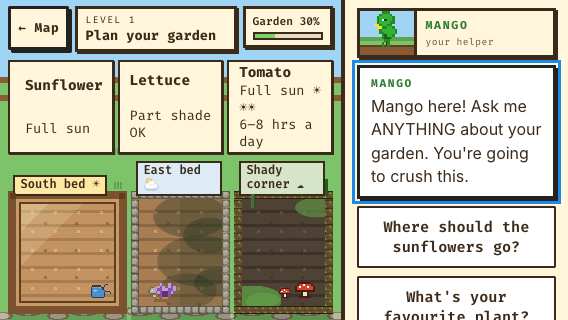 ← Map
LEVEL 1
Plan your garden
Garden 30%
Sunflower
Full sun
Lettuce
Part shade
OK
Tomato
Full sun ☀
☀☀
6–8 hrs a
day
South bed ☀
East bed
🌥
Shady
corner ☁
MANGO
your helper
MANGO
Mango here! Ask me
ANYTHING about your
garden. You're going
to crush this.
Where should the
sunflowers go?
What's your
favourite plant?